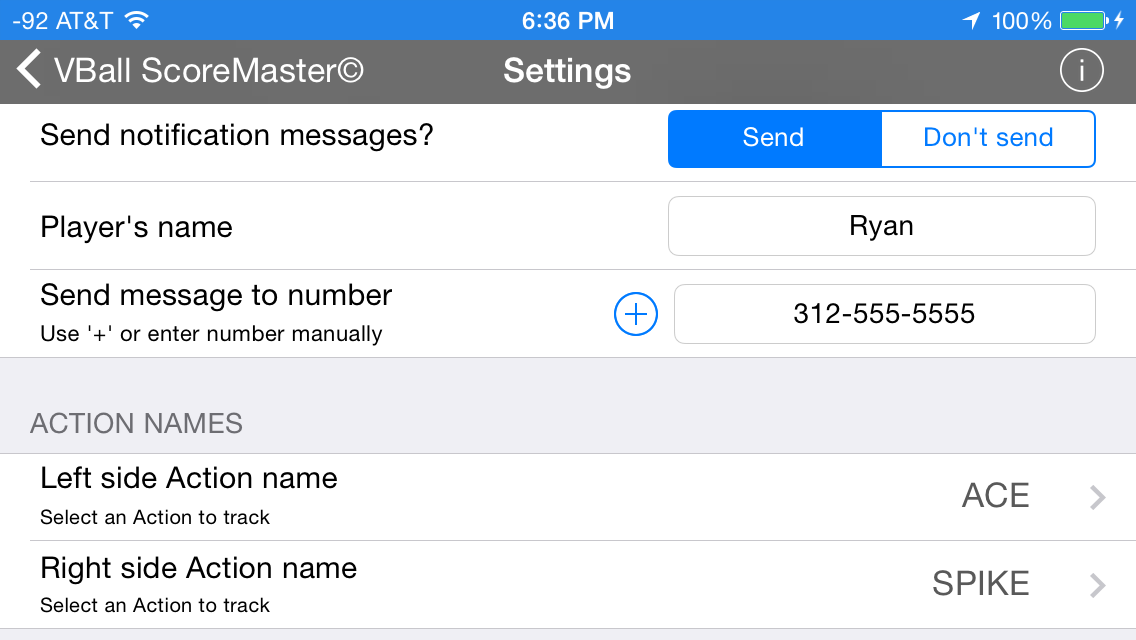 -92 AT&T 6:36 PM 100%
VBall ScoreMaster© Settings i
Send notification messages? Send Don't send
Player's name Ryan
Send message to number
Use '+' or enter number manually
+ 312-555-5555
ACTION NAMES
Left side Action name
Select an Action to track
ACE
Right side Action name
Select an Action to track
SPIKE